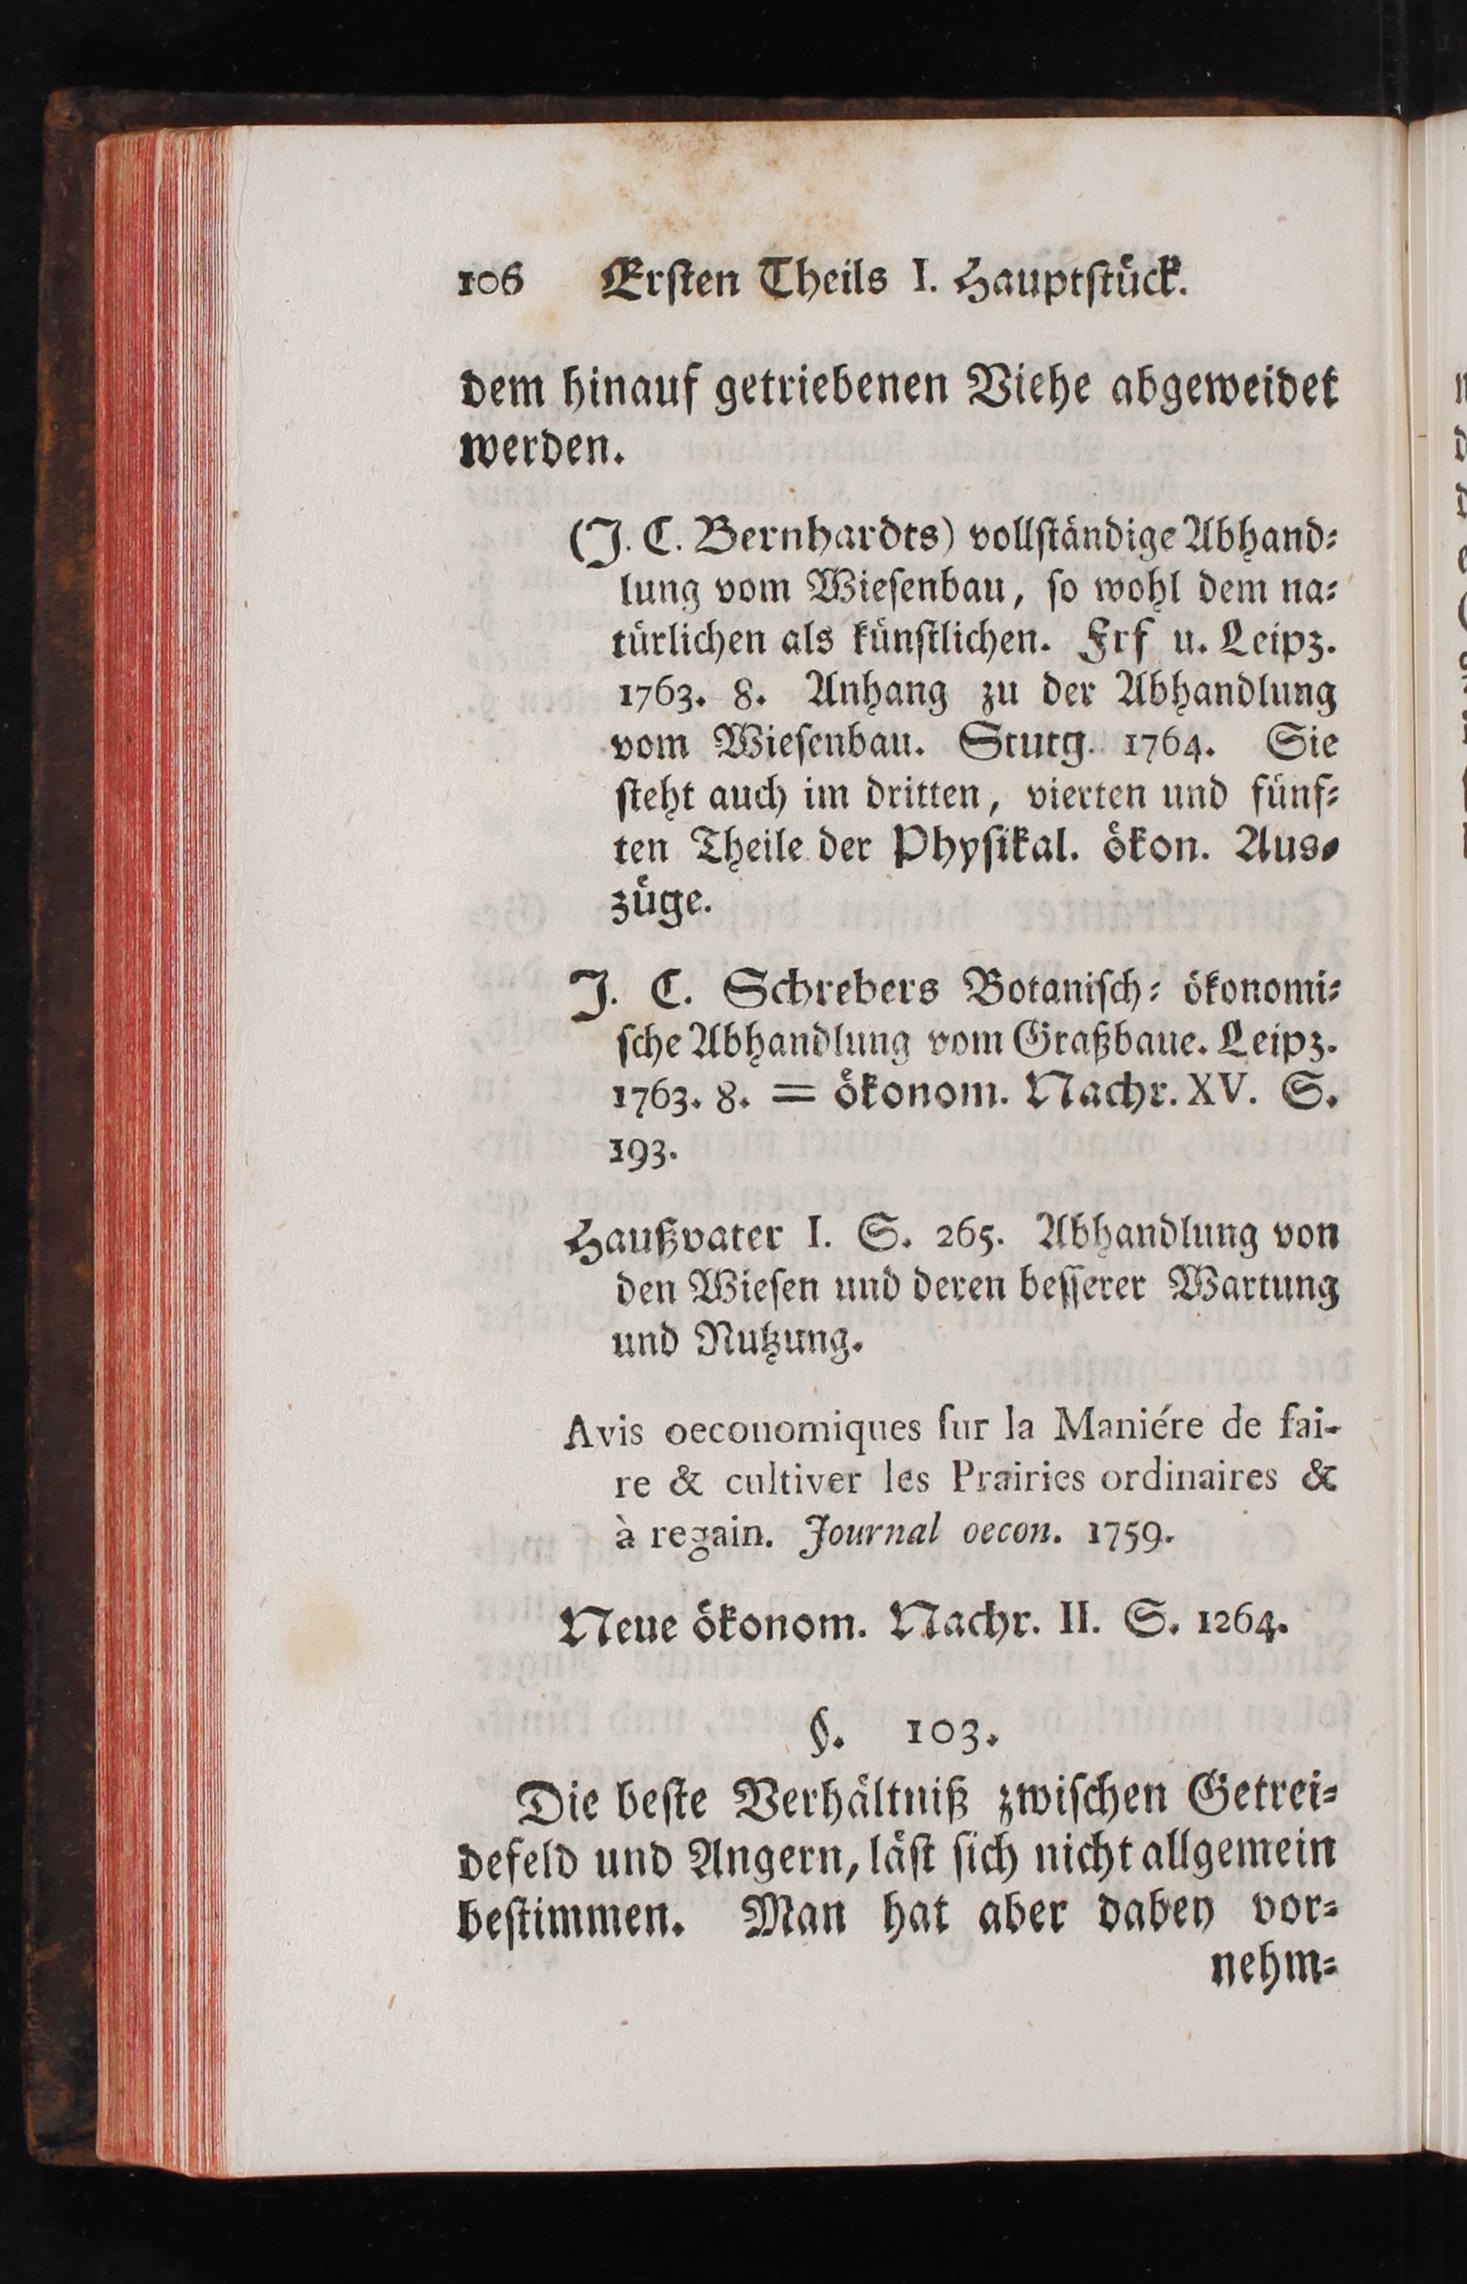 106 Erſten Theils I. Hauptſtück.
dem hinauf getriebenen Viehe abgeweidet
werden.
(J. C. Bernhardts) vollſtändige Abhand-
lung vom Wieſenbau, ſo wohl dem na-
türlichen als künſtlichen. Frf u. Leipz.
1763. 8. Anhang zu der Abhandlung
vom Wieſenbau. Stutg. 1764. Sie
ſteht auch im dritten, vierten und fünf-
ten Theile der Phyſikal. ökon. Aus-
züge.
J. C. Schrebers Botaniſch- ökonomi-
ſche Abhandlung vom Graßbaue. Leipz.
1763. 8. = ökonom. Nachr. XV. S.
193.
Haußvater I. S. 265. Abhandlung von
den Wieſen und deren beſſerer Wartung
und Nutzung.
Avis oeconomiques ſur la Maniére de fai-
re & cultiver les Prairies ordinaires &
à regain. Journal oecon. 1759.
Neue ökonom. Nachr. II. S. 1264.
§. 103.
Die beſte Verhältniß zwiſchen Getrei-
defeld und Angern, läſt ſich nicht allgemein
beſtimmen. Man hat aber dabey vor-
nehm-